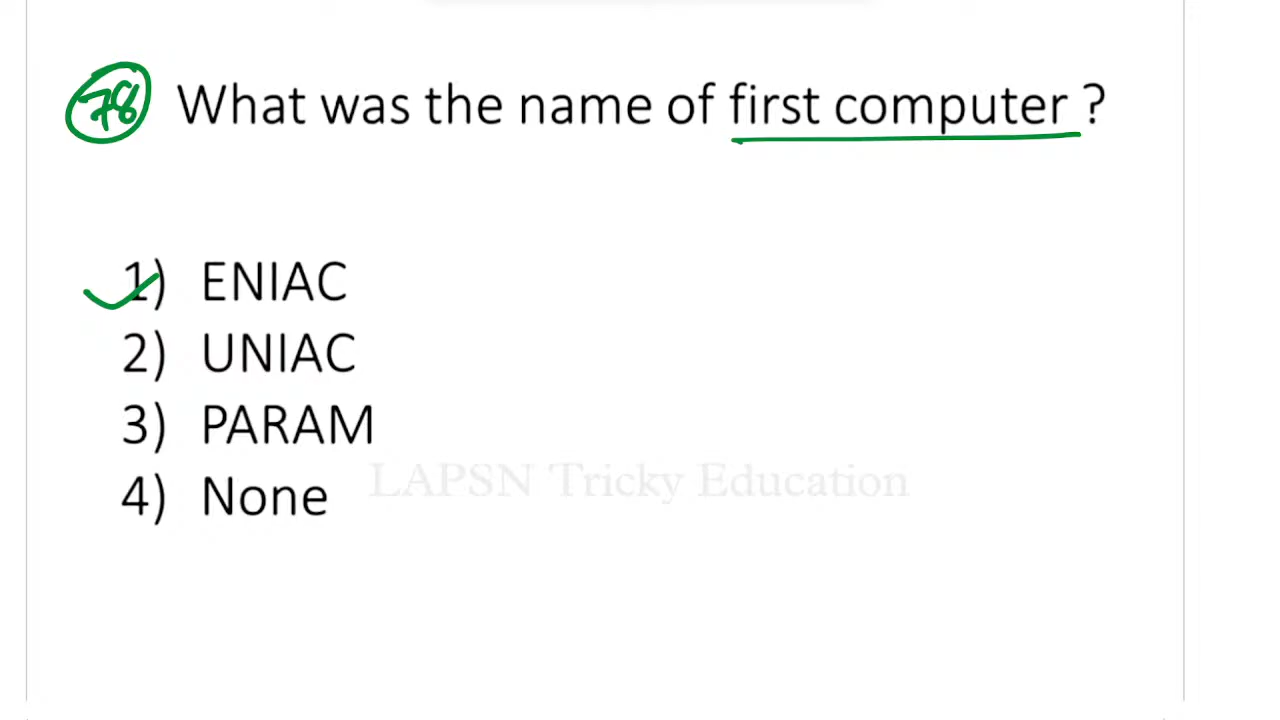 78 What was the name of first computer ?
1) ENIAC
2) UNIAC
3) PARAM
4) None
LAPSN Tricky Education